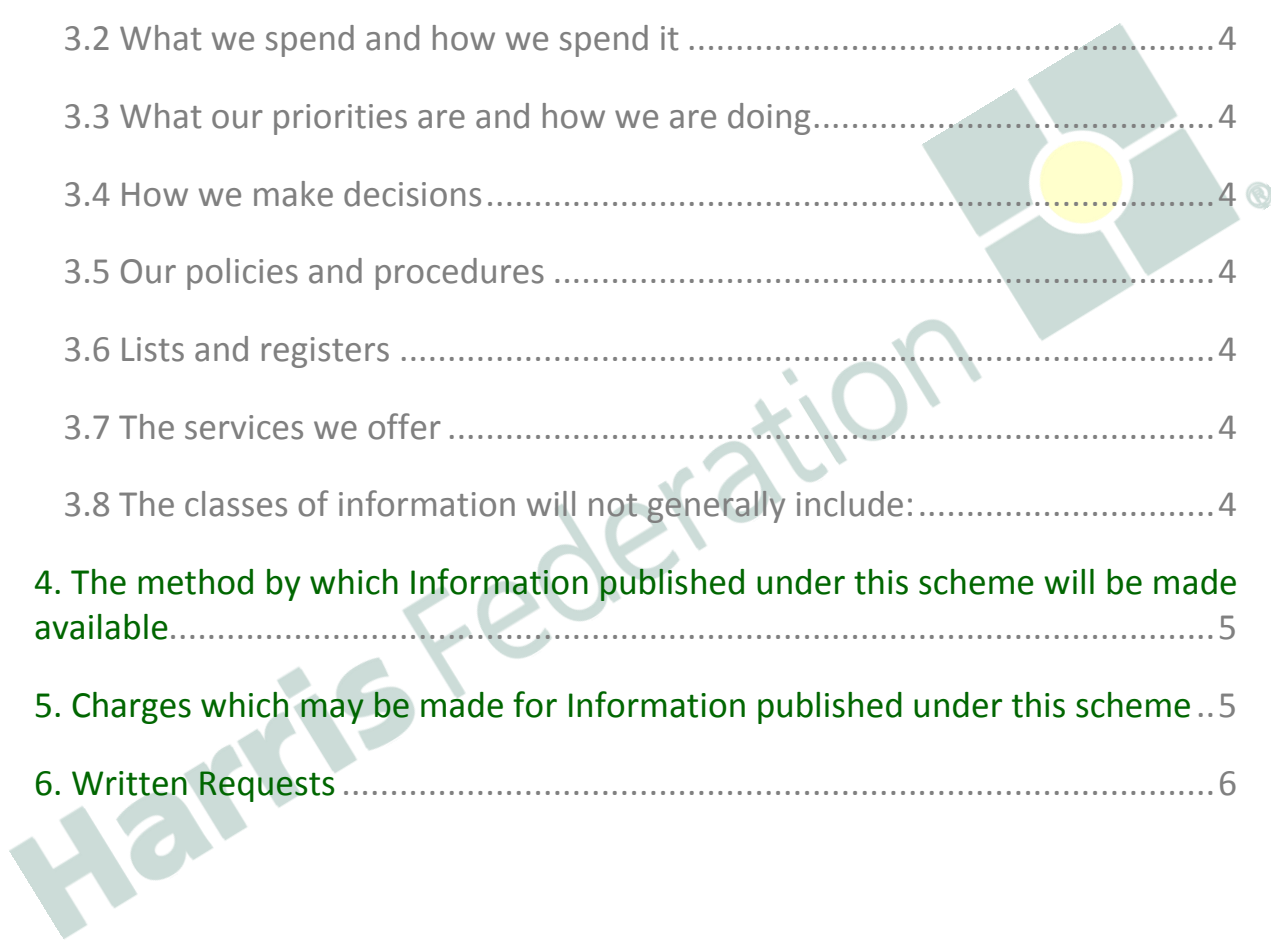 3.2 What we spend and how we spend it ........................................................ 4
3.3 What our priorities are and how we are doing.......................................... 4
3.4 How we make decisions............................................................................. 4 ®
3.5 Our policies and procedures ...................................................................... 4
3.6 Lists and registers ...................................................................................... 4
3.7 The services we offer ................................................................................. 4
3.8 The classes of information will not generally include:............................... 4
4. The method by which Information published under this scheme will be made
available............................................................................................................... 5
5. Charges which may be made for Information published under this scheme .. 5
6. Written Requests ............................................................................................ 6
Harris Federation